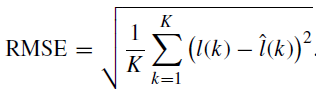 RMSE = √(1/K ∑_{k=1}^{K} (l(k) − l̂(k))²).